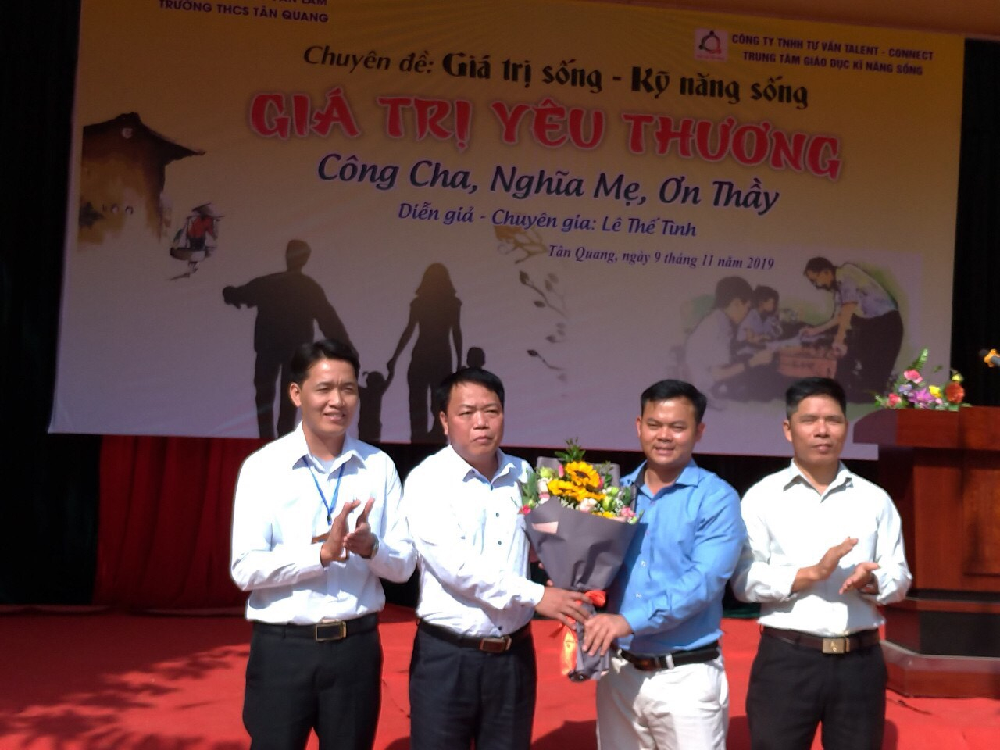 TRƯỜNG THCS TÂN QUANG
CÔNG TY TNHH TƯ VẤN TALENT - CONNECT
TRUNG TÂM GIÁO DỤC KĨ NĂNG SỐNG
Chuyên đề: Giá trị sống - Kỹ năng sống
GIÁ TRỊ YÊU THƯƠNG
Công Cha, Nghĩa Mẹ, Ơn Thầy
Diễn giả - Chuyên gia: Lê Thế Tình
Tân Quang, ngày 9 tháng 11 năm 2019